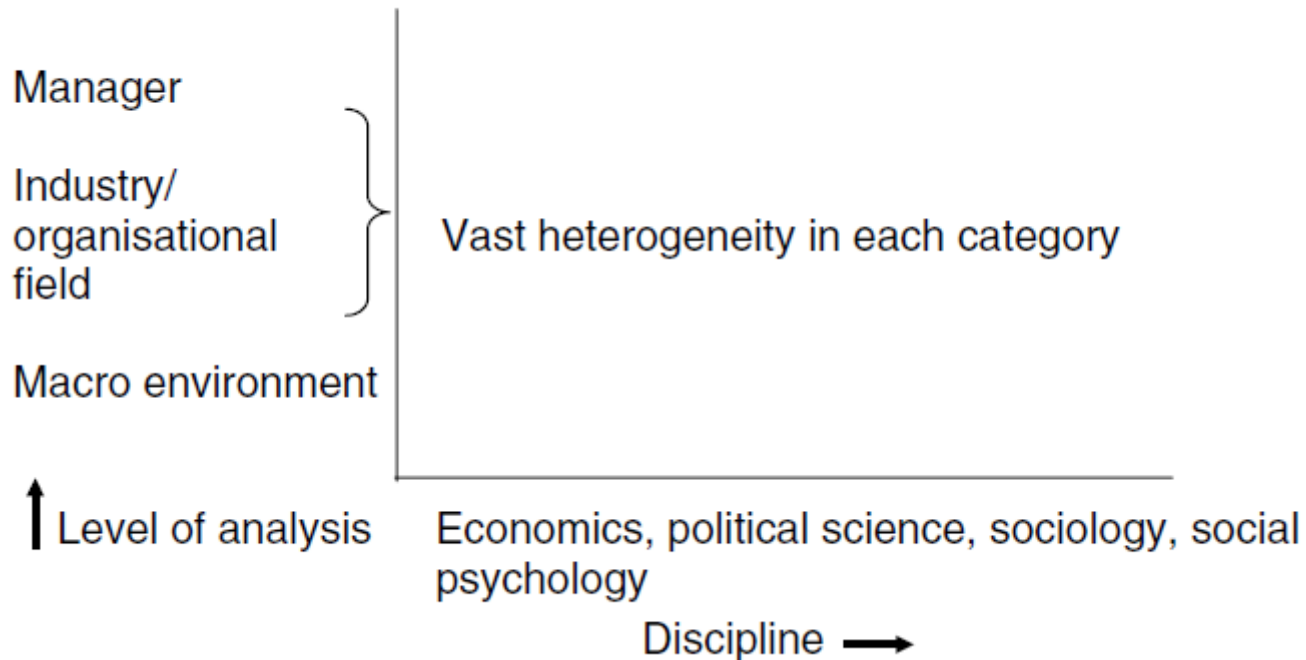 Manager
Industry/
organisational
field
Vast heterogeneity in each category
Macro environment
Level of analysis
Economics, political science, sociology, social
psychology
Discipline